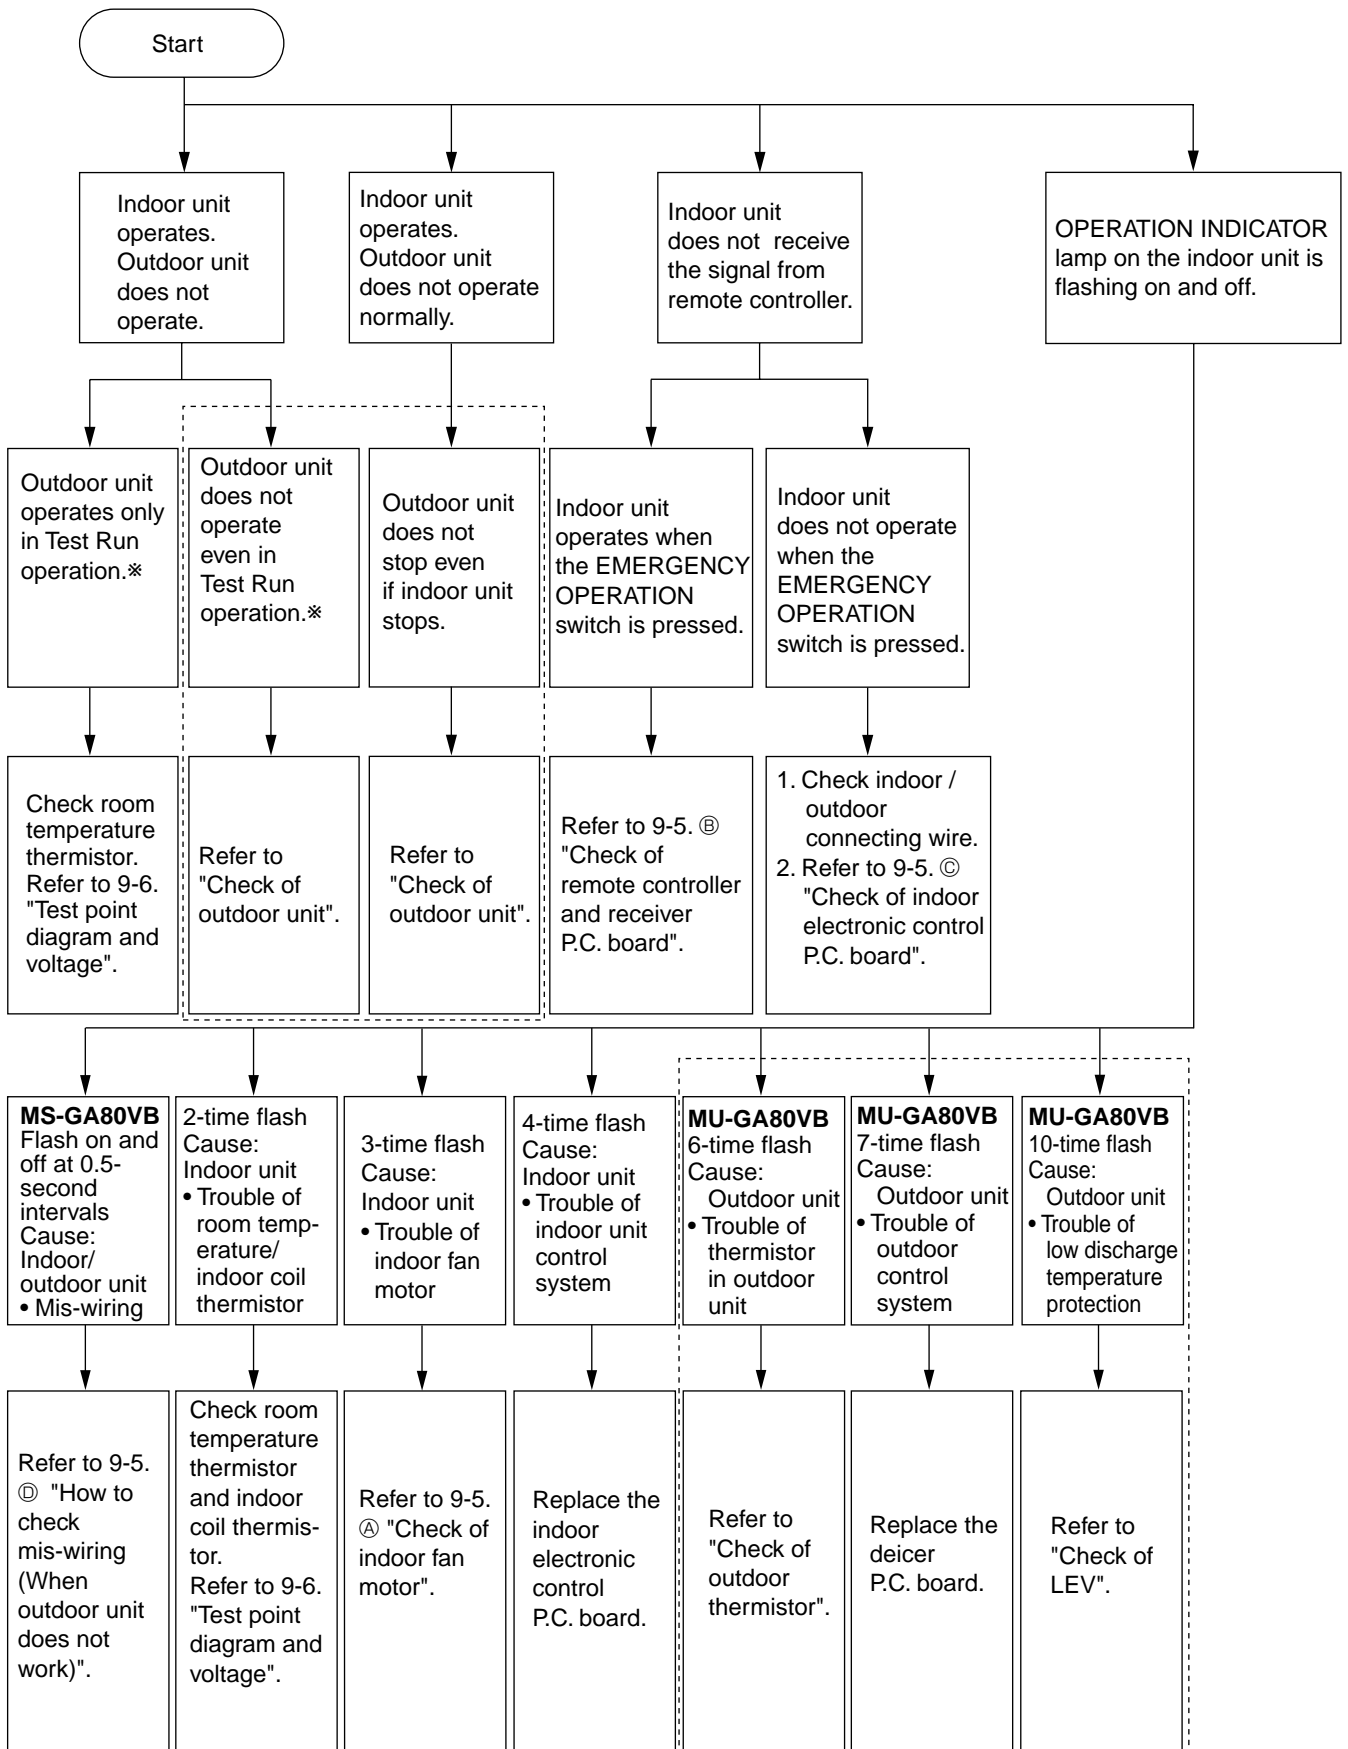 Start
Indoor unit
operates.
Outdoor unit
does not
operate.
Indoor unit
operates.
Outdoor unit
does not operate
normally.
Indoor unit
does not receive
the signal from
remote controller.
OPERATION INDICATOR
lamp on the indoor unit is
flashing on and off.
Outdoor unit
operates only
in Test Run
operation.※
Outdoor unit
does not
operate
even in
Test Run
operation.※
Outdoor unit
does not
stop even
if indoor unit
stops.
Indoor unit
operates when
the EMERGENCY
OPERATION
switch is pressed.
Indoor unit
does not operate
when the
EMERGENCY
OPERATION
switch is pressed.
Check room
temperature
thermistor.
Refer to 9-6.
"Test point
diagram and
voltage".
Refer to
"Check of
outdoor unit".
Refer to
"Check of
outdoor unit".
Refer to 9-5. Ⓑ
"Check of
remote controller
and receiver
P.C. board".
1. Check indoor /
outdoor
connecting wire.
2. Refer to 9-5. Ⓒ
"Check of indoor
electronic control
P.C. board".
MS-GA80VB
Flash on and
off at 0.5-
second
intervals
Cause:
Indoor/
outdoor unit
• Mis-wiring
2-time flash
Cause:
Indoor unit
• Trouble of
room temp-
erature/
indoor coil
thermistor
3-time flash
Cause:
Indoor unit
• Trouble of
indoor fan
motor
4-time flash
Cause:
Indoor unit
• Trouble of
indoor unit
control
system
MU-GA80VB
6-time flash
Cause:
Outdoor unit
• Trouble of
thermistor
in outdoor
unit
MU-GA80VB
7-time flash
Cause:
Outdoor unit
• Trouble of
outdoor
control
system
MU-GA80VB
10-time flash
Cause:
Outdoor unit
• Trouble of
low discharge
temperature
protection
Refer to 9-5.
Ⓓ "How to
check
mis-wiring
(When
outdoor unit
does not
work)".
Check room
temperature
thermistor
and indoor
coil thermis-
tor.
Refer to 9-6.
"Test point
diagram and
voltage".
Refer to 9-5.
Ⓐ "Check of
indoor fan
motor".
Replace the
indoor
electronic
control
P.C. board.
Refer to
"Check of
outdoor
thermistor".
Replace the
deicer
P.C. board.
Refer to
"Check of
LEV".